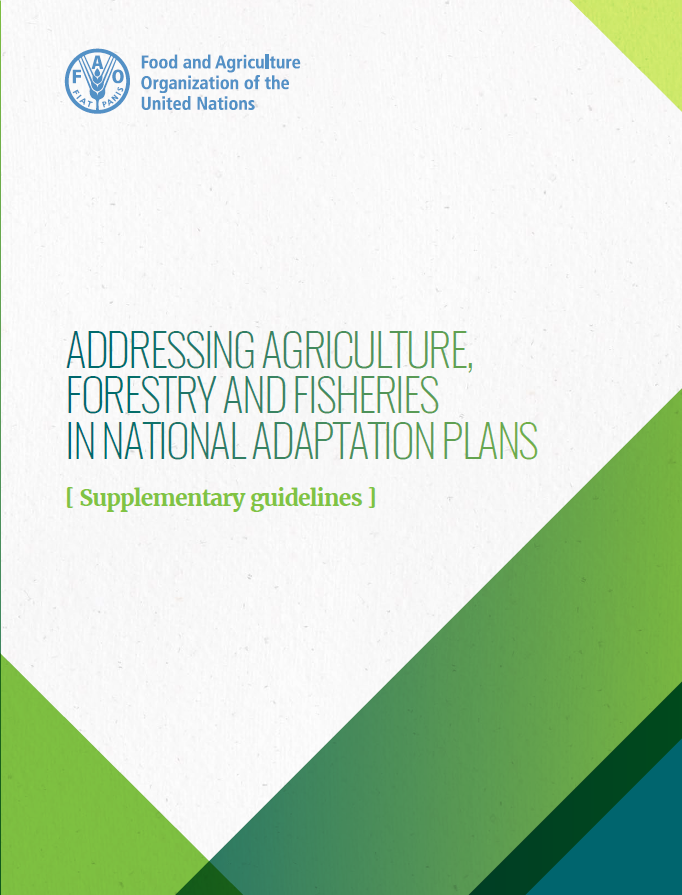 F A O
FIAT PANIS
Food and Agriculture
Organization of the
United Nations
ADDRESSING AGRICULTURE,
FORESTRY AND FISHERIES
IN NATIONAL ADAPTATION PLANS
[ Supplementary guidelines ]